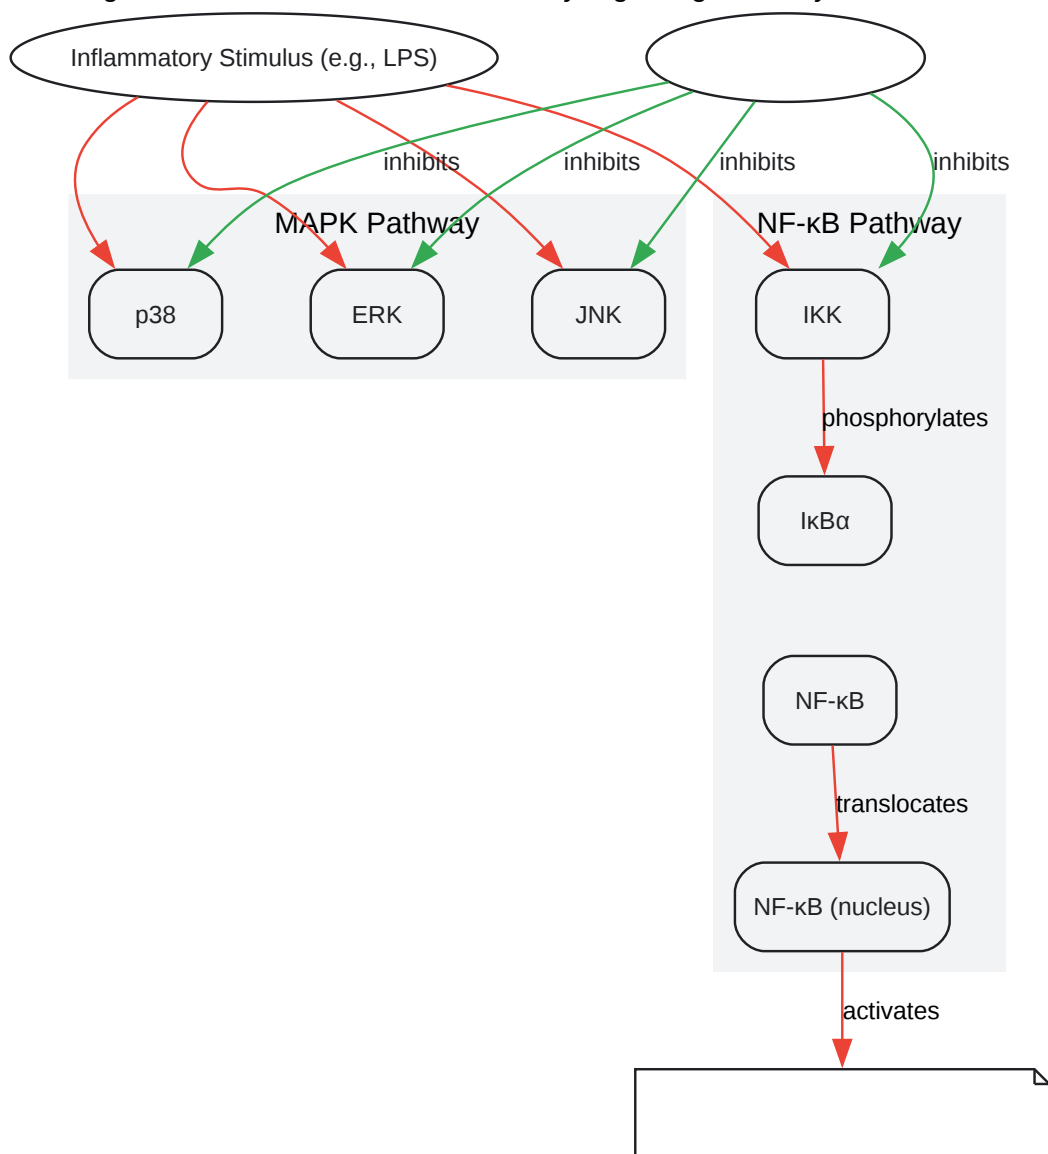 Inflammatory Stimulus (e.g., LPS)
inhibits inhibits inhibits inhibits
MAPK Pathway NF-κB Pathway
p38 ERK JNK IKK
phosphorylates
IκBα
NF-κB
translocates
NF-κB (nucleus)
activates